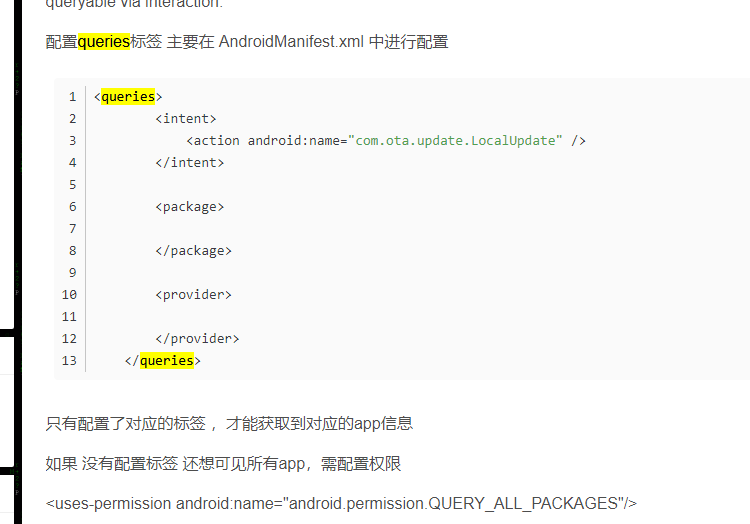 queryable via interaction.
配置queries标签 主要在 AndroidManifest.xml 中进行配置
1 <queries>
2 <intent>
3 <action android:name="com.ota.update.LocalUpdate" />
4 </intent>
5
6 <package>
7
8 </package>
9
10 <provider>
11
12 </provider>
13 </queries>
只有配置了对应的标签 ，才能获取到对应的app信息
如果 没有配置标签 还想可见所有app，需配置权限
<uses-permission android:name="android.permission.QUERY_ALL_PACKAGES"/>